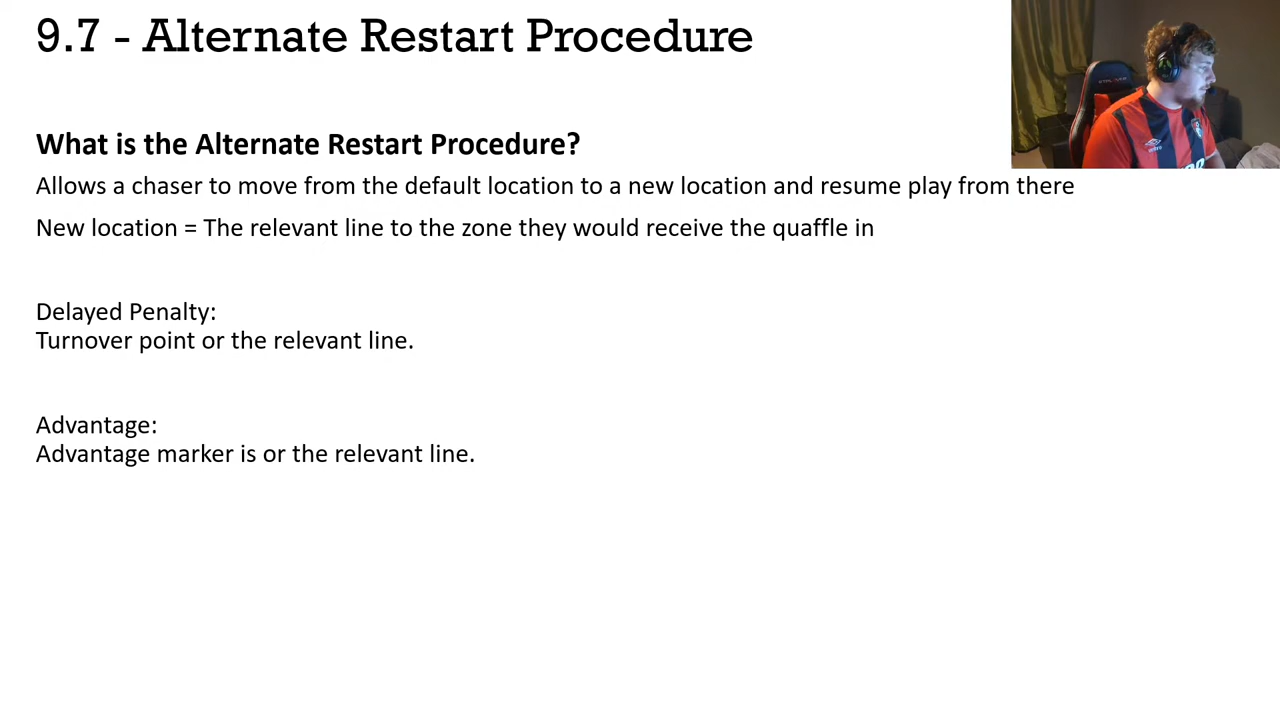 9.7 - Alternate Restart Procedure
What is the Alternate Restart Procedure?
Allows a chaser to move from the default location to a new location and resume play from there
New location = The relevant line to the zone they would receive the quaffle in
Delayed Penalty:
Turnover point or the relevant line.
Advantage:
Advantage marker is or the relevant line.